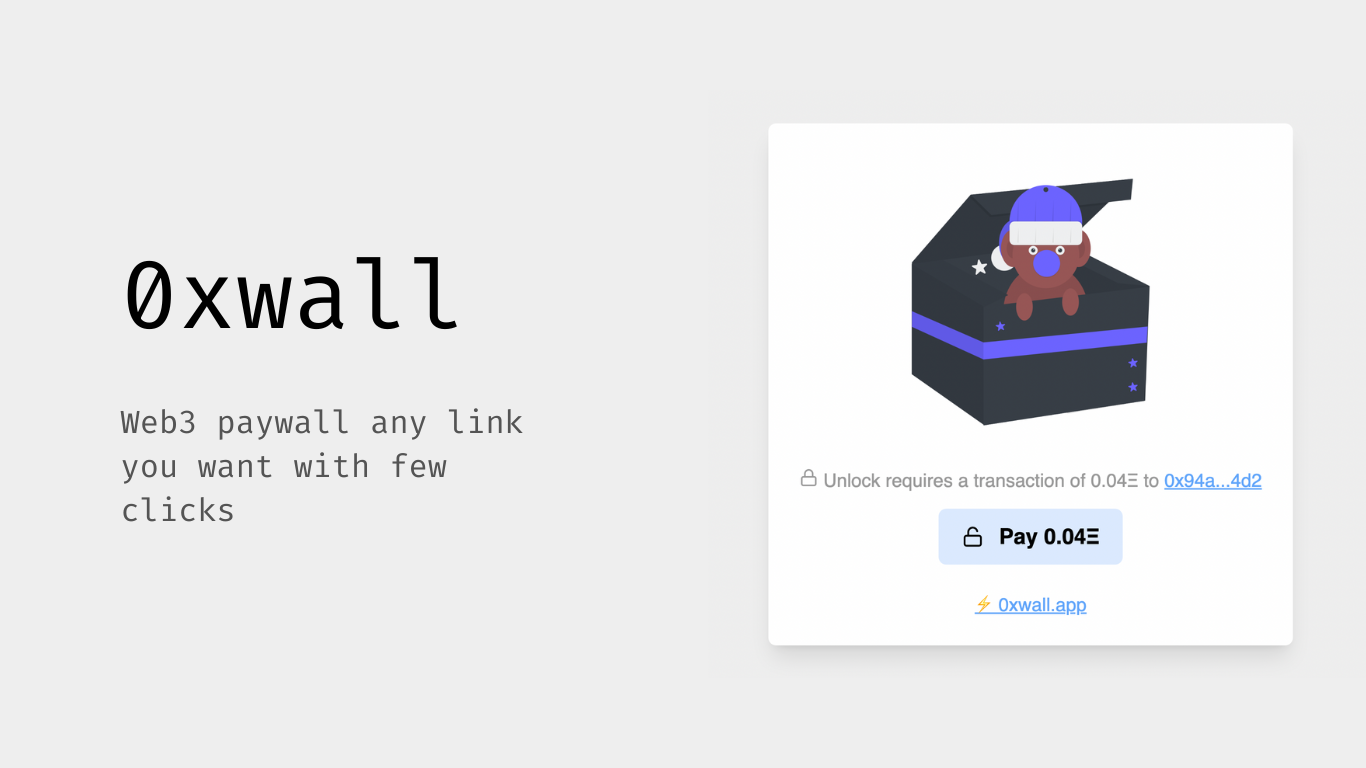 0xwall
Web3 paywall any link
you want with few
clicks
Unlock requires a transaction of 0.04Ξ to 0x94a...4d2
Pay 0.04Ξ
⚡ 0xwall.app